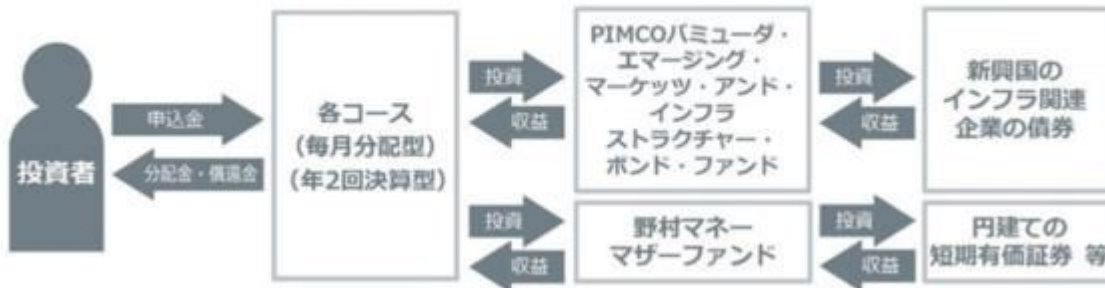 投資者
申込金
分配金・償還金
各コース
（毎月分配型）
（年2回決算型）
投資
収益
PIMCOバミューダ・
エマージング・
マーケッツ・アンド・
インフラ
ストラクチャー・
ボンド・ファンド
投資
収益
新興国の
インフラ関連
企業の債券
投資
収益
野村マネー
マザーファンド
投資
収益
円建ての
短期有価証券 等